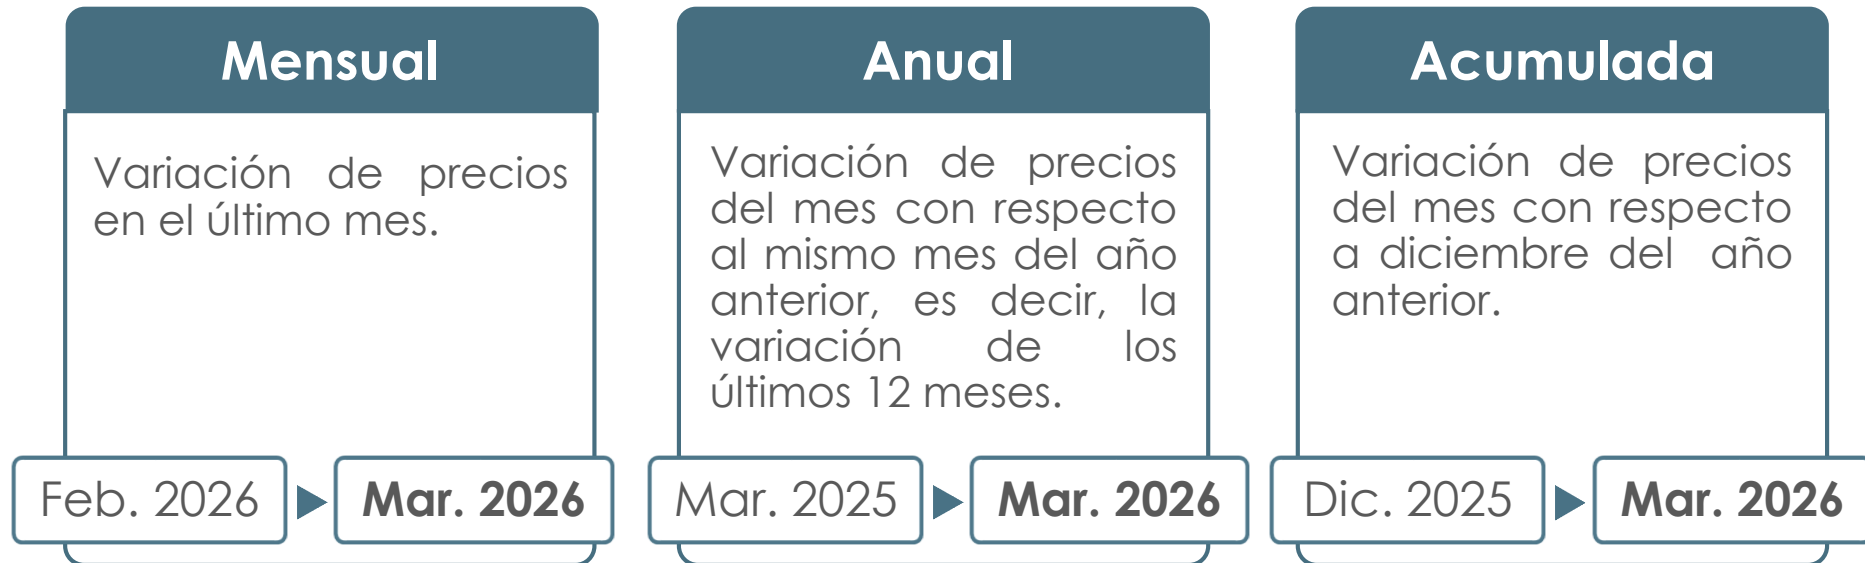 Mensual
Variación de precios
en el último mes.
Feb. 2026
Mar. 2026
Anual
Variación de precios
del mes con respecto
al mismo mes del año
anterior, es decir, la
variación de los
últimos 12 meses.
Mar. 2025
Mar. 2026
Acumulada
Variación de precios
del mes con respecto
a diciembre del año
anterior.
Dic. 2025
Mar. 2026